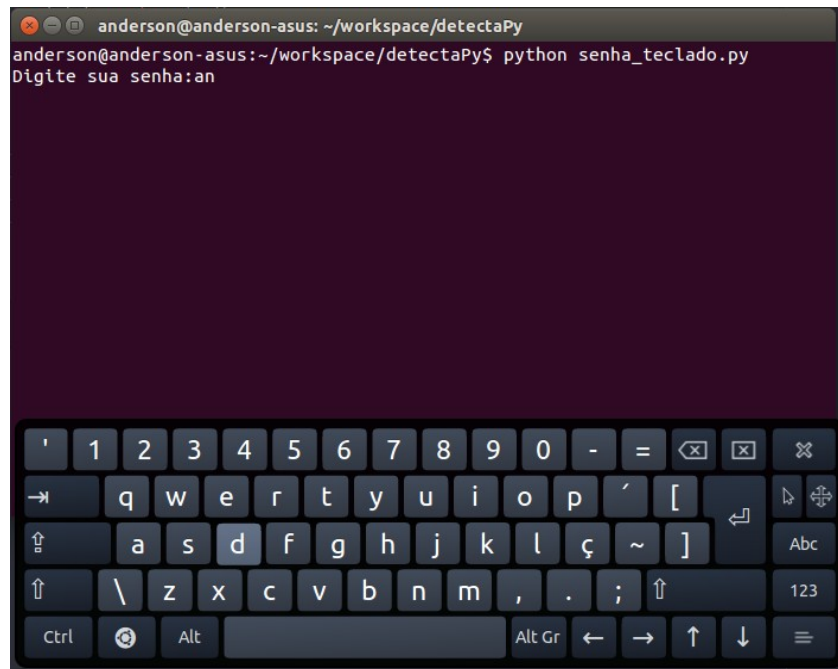 anderson@anderson-asus: ~/workspace/detectaPy
anderson@anderson-asus:~/workspace/detectaPy$ python senha_teclado.py
Digite sua senha:an
' 1 2 3 4 5 6 7 8 9 0 - =
q w e r t y u i o p ´ [
a s d f g h j k l ç ~ ] Abc
\ z x c v b n m , . ; 123
Ctrl Alt Alt Gr ← → ↑ ↓